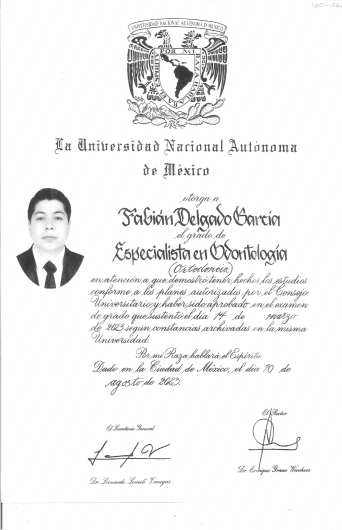 UNIVERSIDAD NACIONAL AUTÓNOMA DE MÉXICO
POR MI RAZA HABLARÁ EL ESPÍRITU
La Universidad Nacional Autónoma
de México
otorga a
Fabián Delgado García
el grado de
Especialista en Odontología
(Ortodoncia)
en atención a que demostró tener hechos los estudios
conforme a los planes autorizados por el Consejo
Universitario y haber sido aprobado en el examen
de grado que sustentó el día 14 de marzo
de 2023 según constancias archivadas en la misma
Universidad.
Por mi Raza hablará el Espíritu
Dado en la Ciudad de México, el día 10 de
agosto de 2023.
El Secretario General
El Rector
Dr. Leonardo Lomelí Vanegas
Dr. Enrique Graue Wiechers